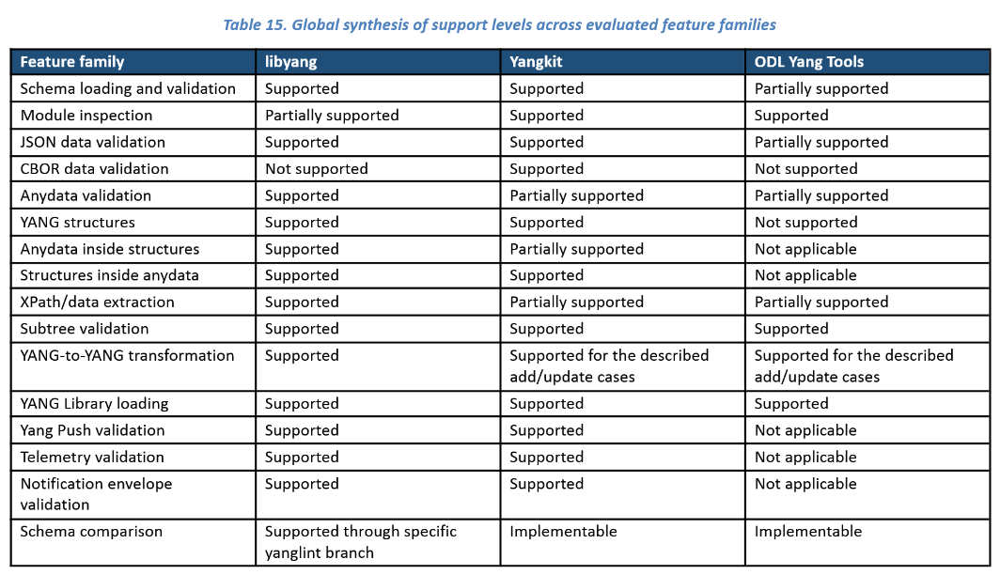 Table 15. Global synthesis of support levels across evaluated feature families
Feature family libyang Yangkit ODL Yang Tools
Schema loading and validation Supported Supported Partially supported
Module inspection Partially supported Supported Supported
JSON data validation Supported Supported Partially supported
CBOR data validation Not supported Supported Not supported
Anydata validation Supported Partially supported Partially supported
YANG structures Supported Supported Not supported
Anydata inside structures Supported Partially supported Not applicable
Structures inside anydata Supported Supported Not applicable
XPath/data extraction Supported Partially supported Partially supported
Subtree validation Supported Supported Supported
YANG-to-YANG transformation Supported Supported for the described Supported for the described
add/update cases add/update cases
YANG Library loading Supported Supported Supported
Yang Push validation Supported Supported Not applicable
Telemetry validation Supported Supported Not applicable
Notification envelope Supported Supported Not applicable
validation
Schema comparison Supported through specific Implementable Implementable
yanglint branch